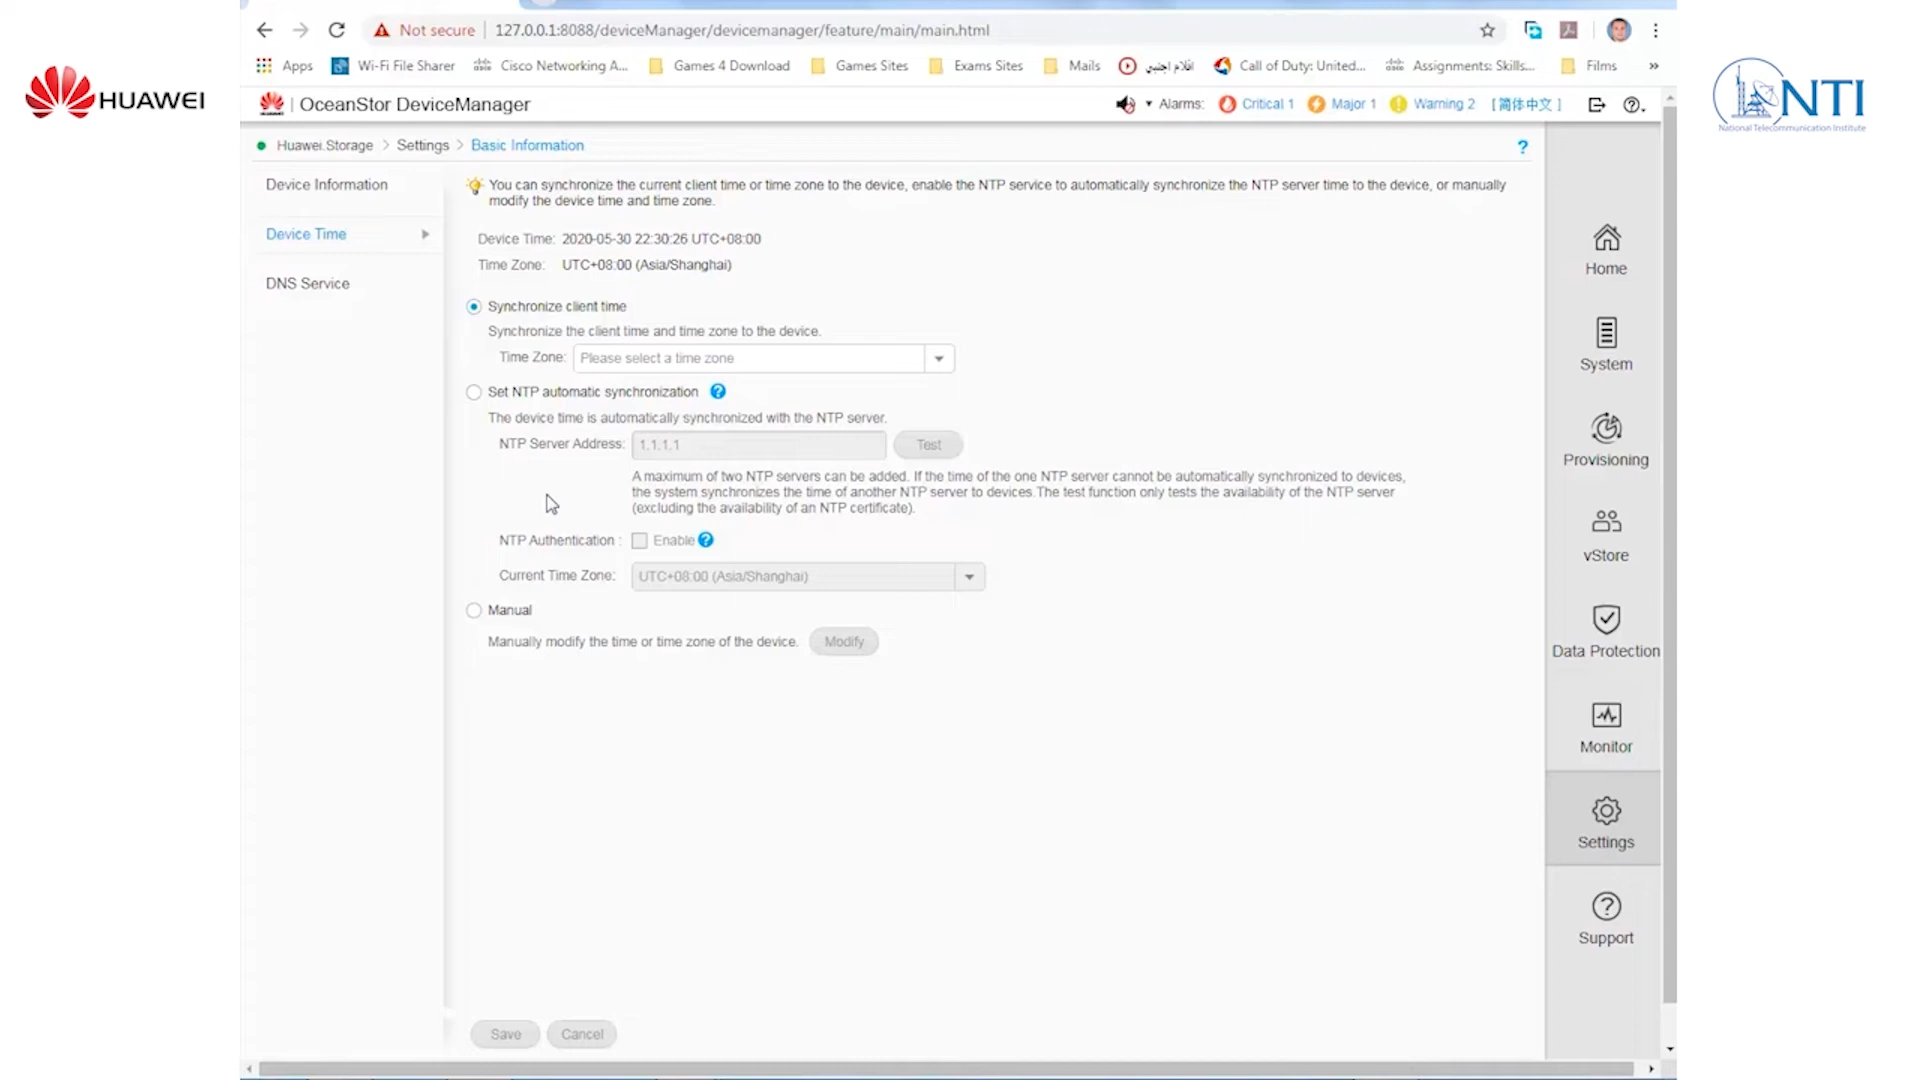 Not secure | 127.0.0.1:8088/deviceManager/devicemanager/feature/main/main.html
Apps Wi-Fi File Sharer Cisco Networking A... Games 4 Download Games Sites Exams Sites Mails افلام اجنبي Call of Duty: United... Assignments: Skills... Films »
HUAWEI
NTI
National Telecommunication Institute
HUAWEI | OceanStor DeviceManager Alarms: Critical 1 Major 1 Warning 2 [简体中文]
Huawei.Storage > Settings > Basic Information
Device Information
Device Time
DNS Service
You can synchronize the current client time or time zone to the device, enable the NTP service to automatically synchronize the NTP server time to the device, or manually
modify the device time and time zone.
Device Time: 2020-05-30 22:30:26 UTC+08:00
Time Zone: UTC+08:00 (Asia/Shanghai)
Synchronize client time
Synchronize the client time and time zone to the device.
Time Zone: Please select a time zone
Set NTP automatic synchronization
The device time is automatically synchronized with the NTP server.
NTP Server Address: 1.1.1.1 Test
A maximum of two NTP servers can be added. If the time of the one NTP server cannot be automatically synchronized to devices,
the system synchronizes the time of another NTP server to devices.The test function only tests the availability of the NTP server
(excluding the availability of an NTP certificate).
NTP Authentication : Enable
Current Time Zone: UTC+08:00 (Asia/Shanghai)
Manual
Manually modify the time or time zone of the device. Modify
Save Cancel
Home
System
Provisioning
vStore
Data Protection
Monitor
Settings
Support